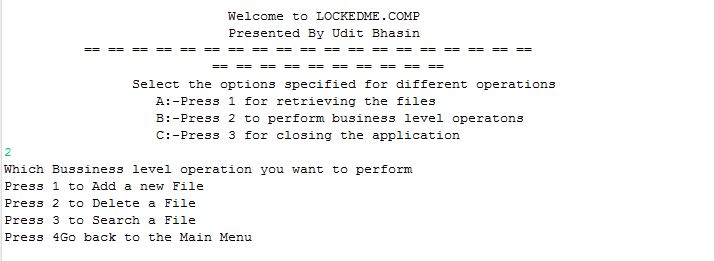 Welcome to LOCKEDME.COMP
Presented By Udit Bhasin
== == == == == == == == == == == == == == == == == == ==
== == == == == == == == == ==
Select the options specified for different operations
A:-Press 1 for retrieving the files
B:-Press 2 to perform business level operatons
C:-Press 3 for closing the application
2
Which Bussiness level operation you want to perform
Press 1 to Add a new File
Press 2 to Delete a File
Press 3 to Search a File
Press 4Go back to the Main Menu